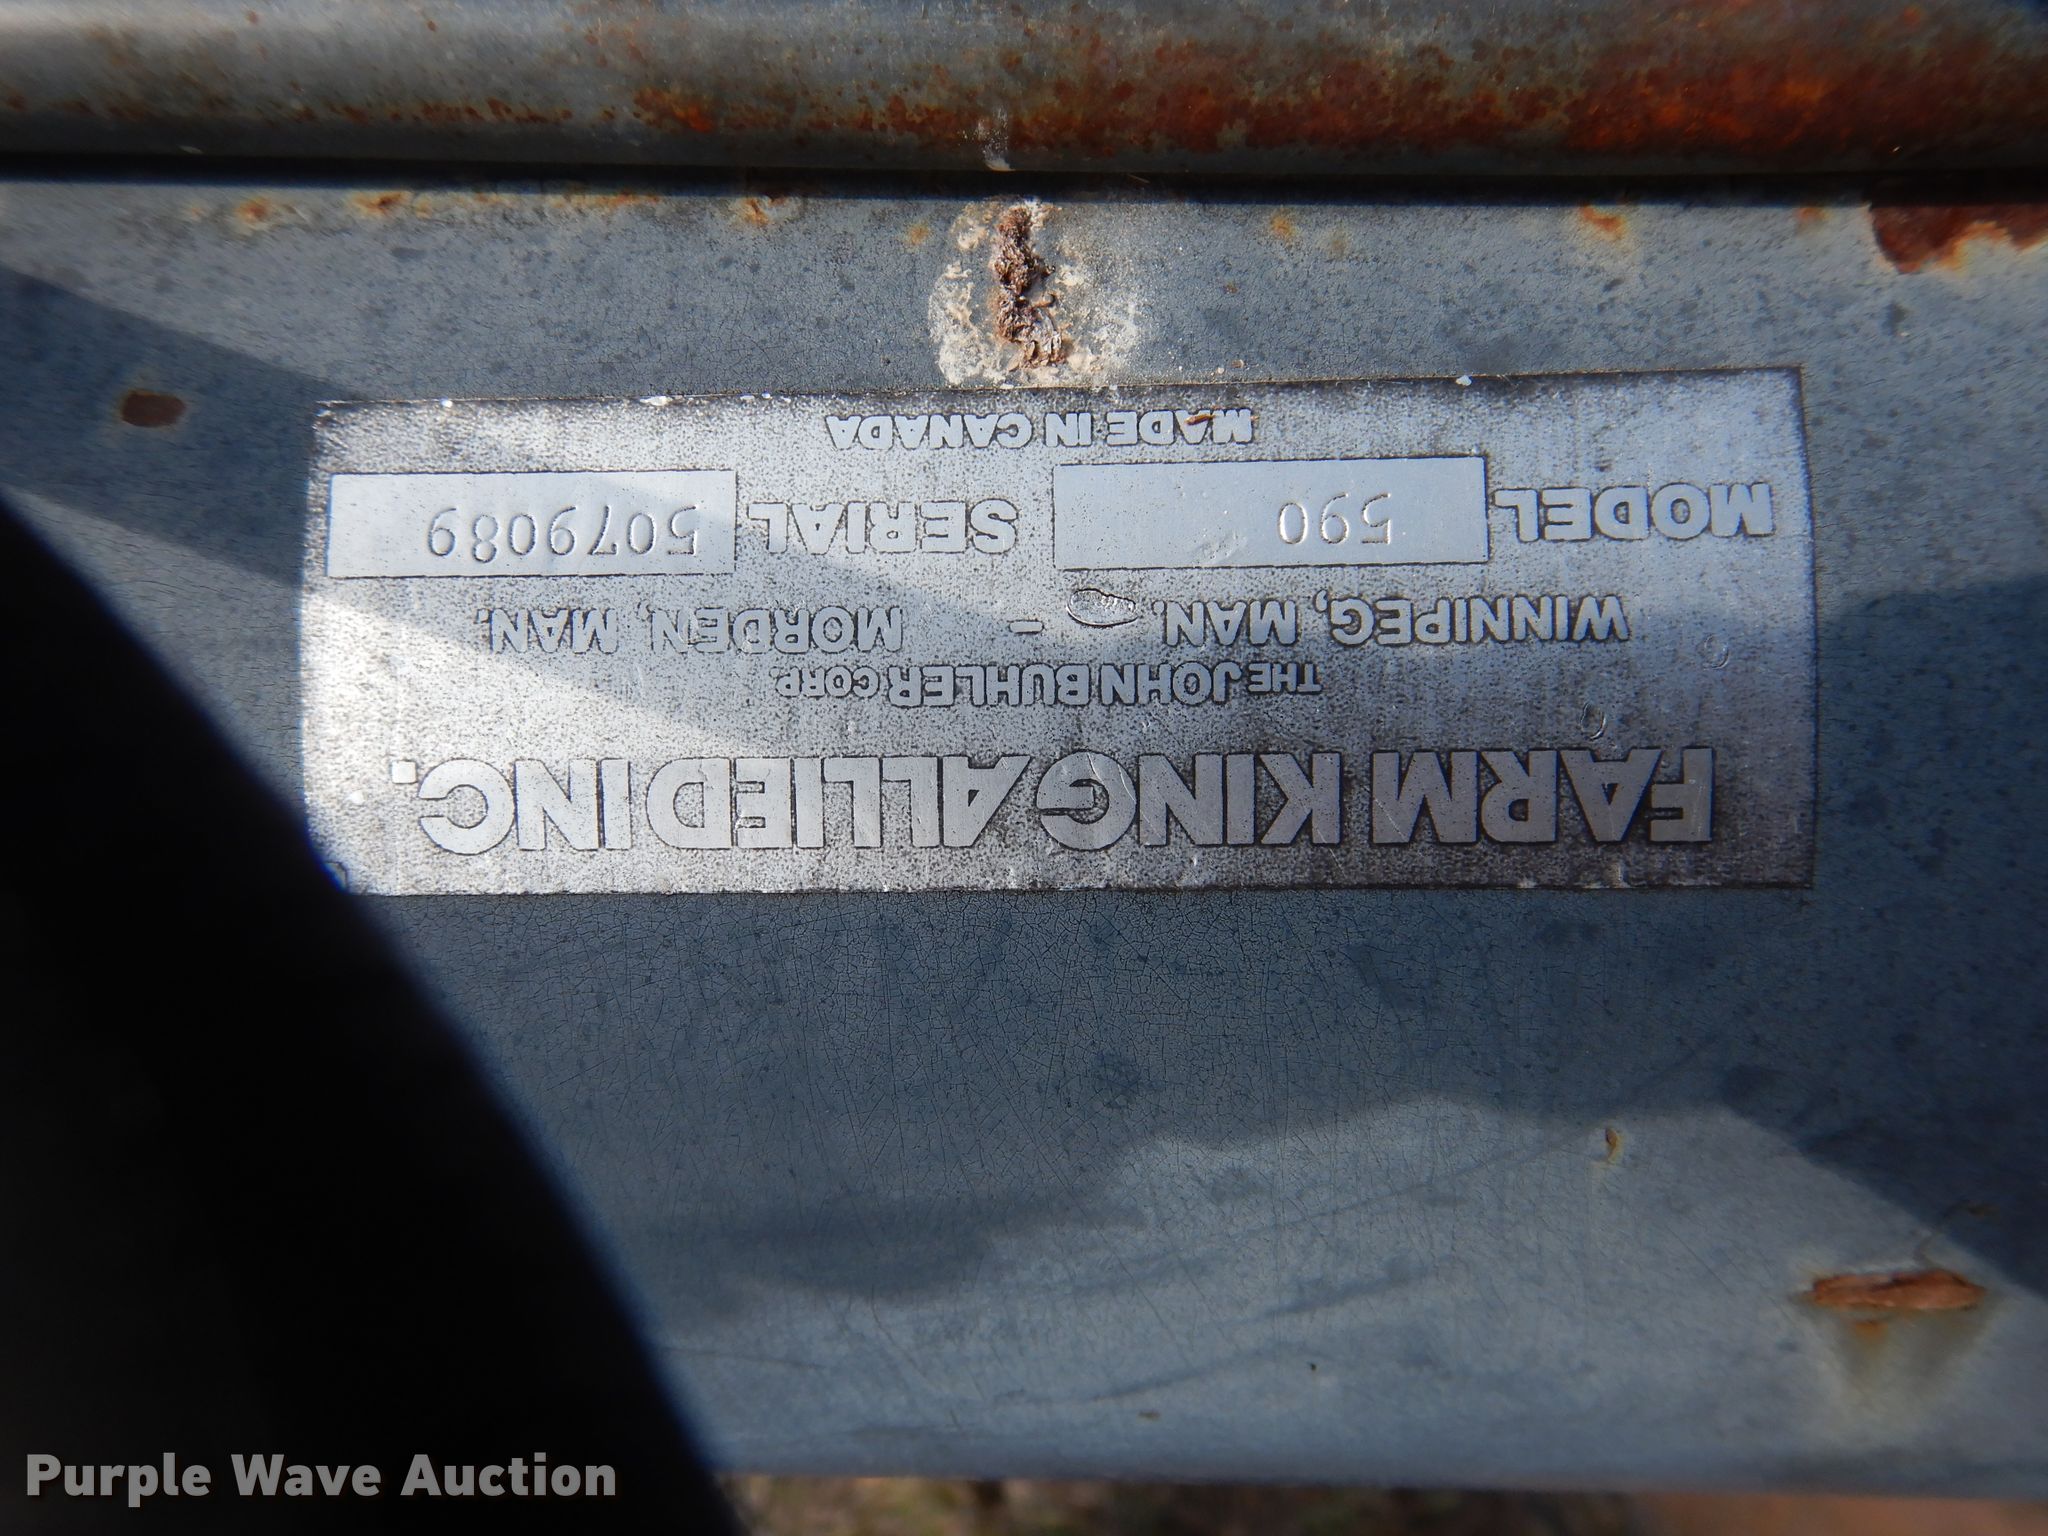 FARM KING ALLIED INC.
THE JOHN BUHLER CORP.
WINNIPEG, MAN. - MORDEN, MAN.
MODEL 590 SERIAL 5079089
MADE IN CANADA
Purple Wave Auction